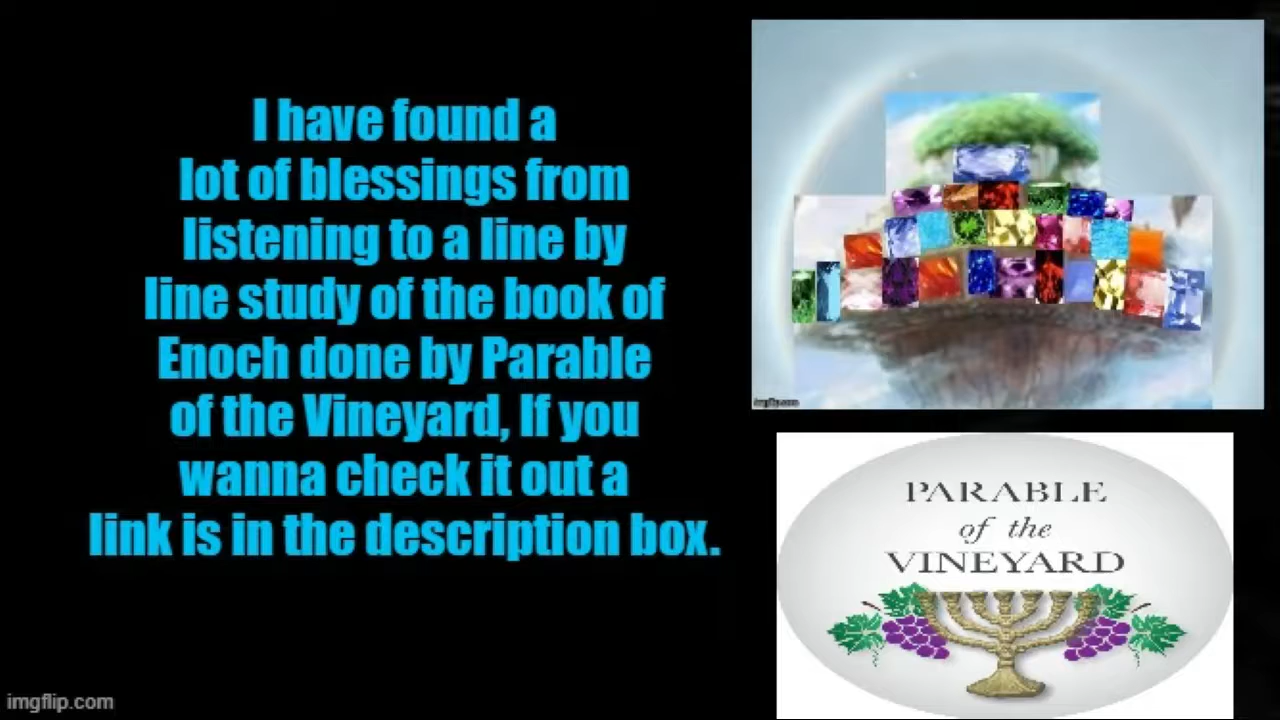 I have found a
lot of blessings from
listening to a line by
line study of the book of
Enoch done by Parable
of the Vineyard, If you
wanna check it out a
link is in the description box.
imgflip.com
PARABLE
of the
VINEYARD
imgflip.com